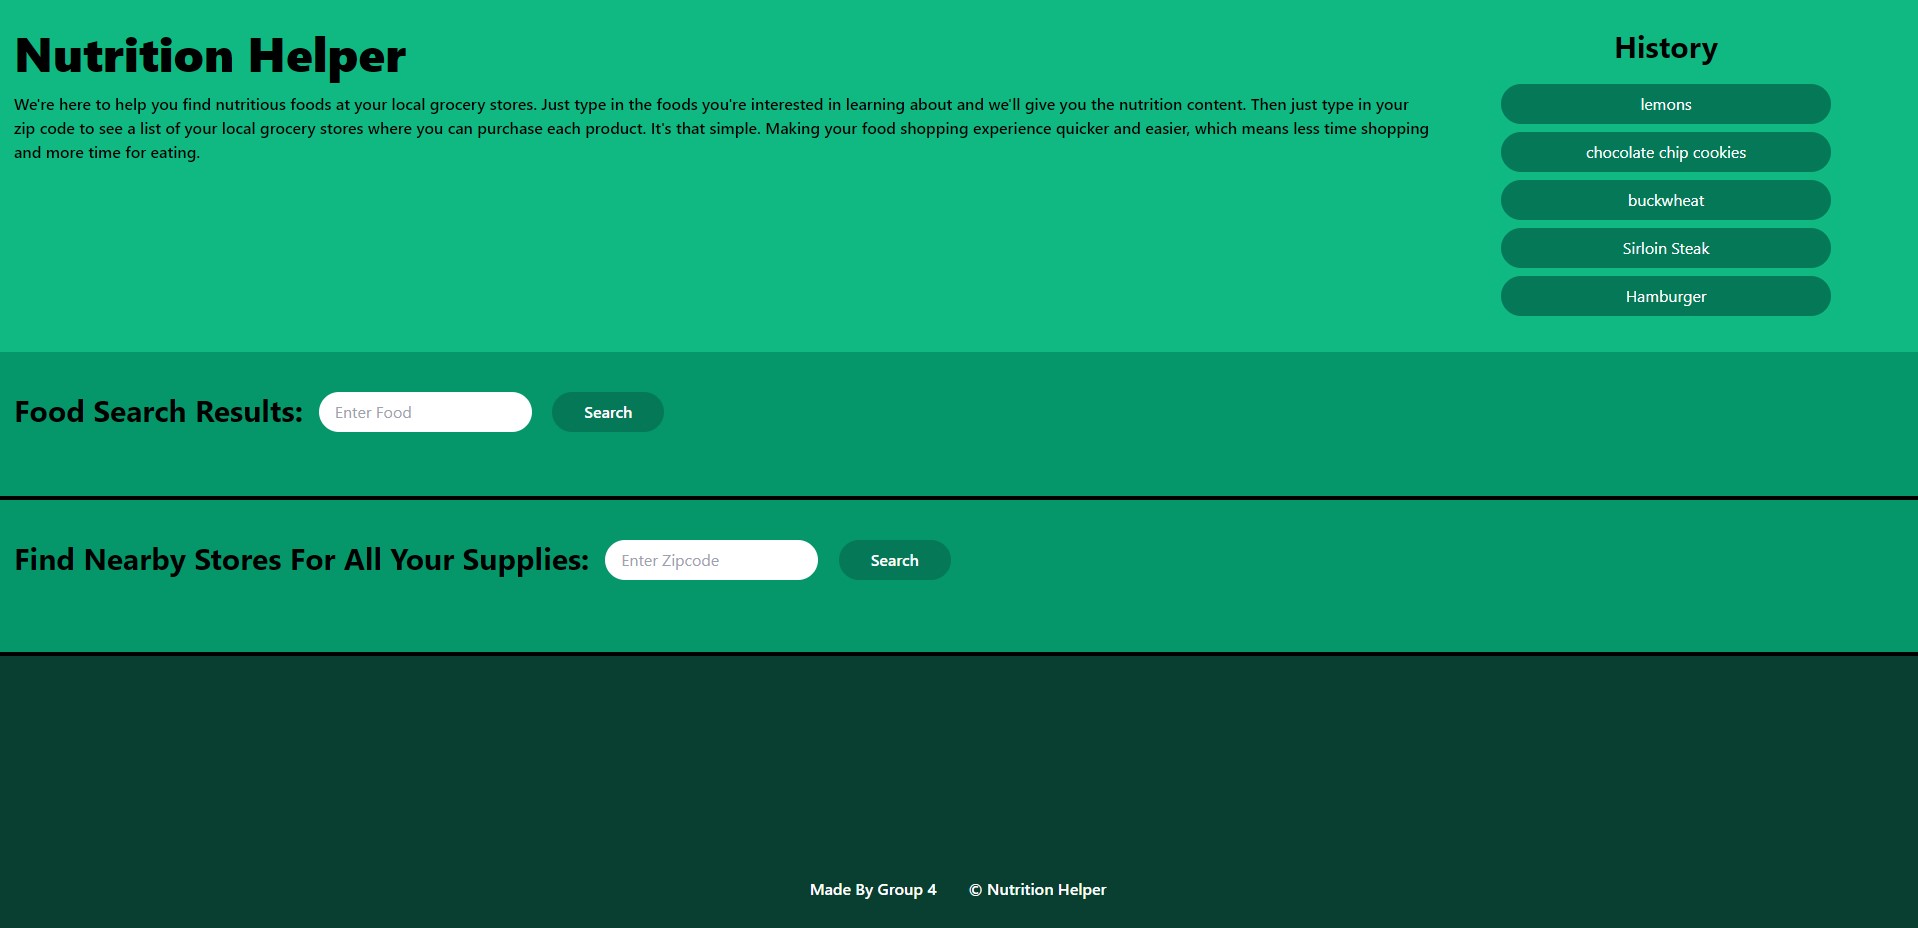 Nutrition Helper
We're here to help you find nutritious foods at your local grocery stores. Just type in the foods you're interested in learning about and we'll give you the nutrition content. Then just type in your
zip code to see a list of your local grocery stores where you can purchase each product. It's that simple. Making your food shopping experience quicker and easier, which means less time shopping
and more time for eating.
History
lemons
chocolate chip cookies
buckwheat
Sirloin Steak
Hamburger
Food Search Results: Enter Food Search
Find Nearby Stores For All Your Supplies: Enter Zipcode Search
Made By Group 4 © Nutrition Helper